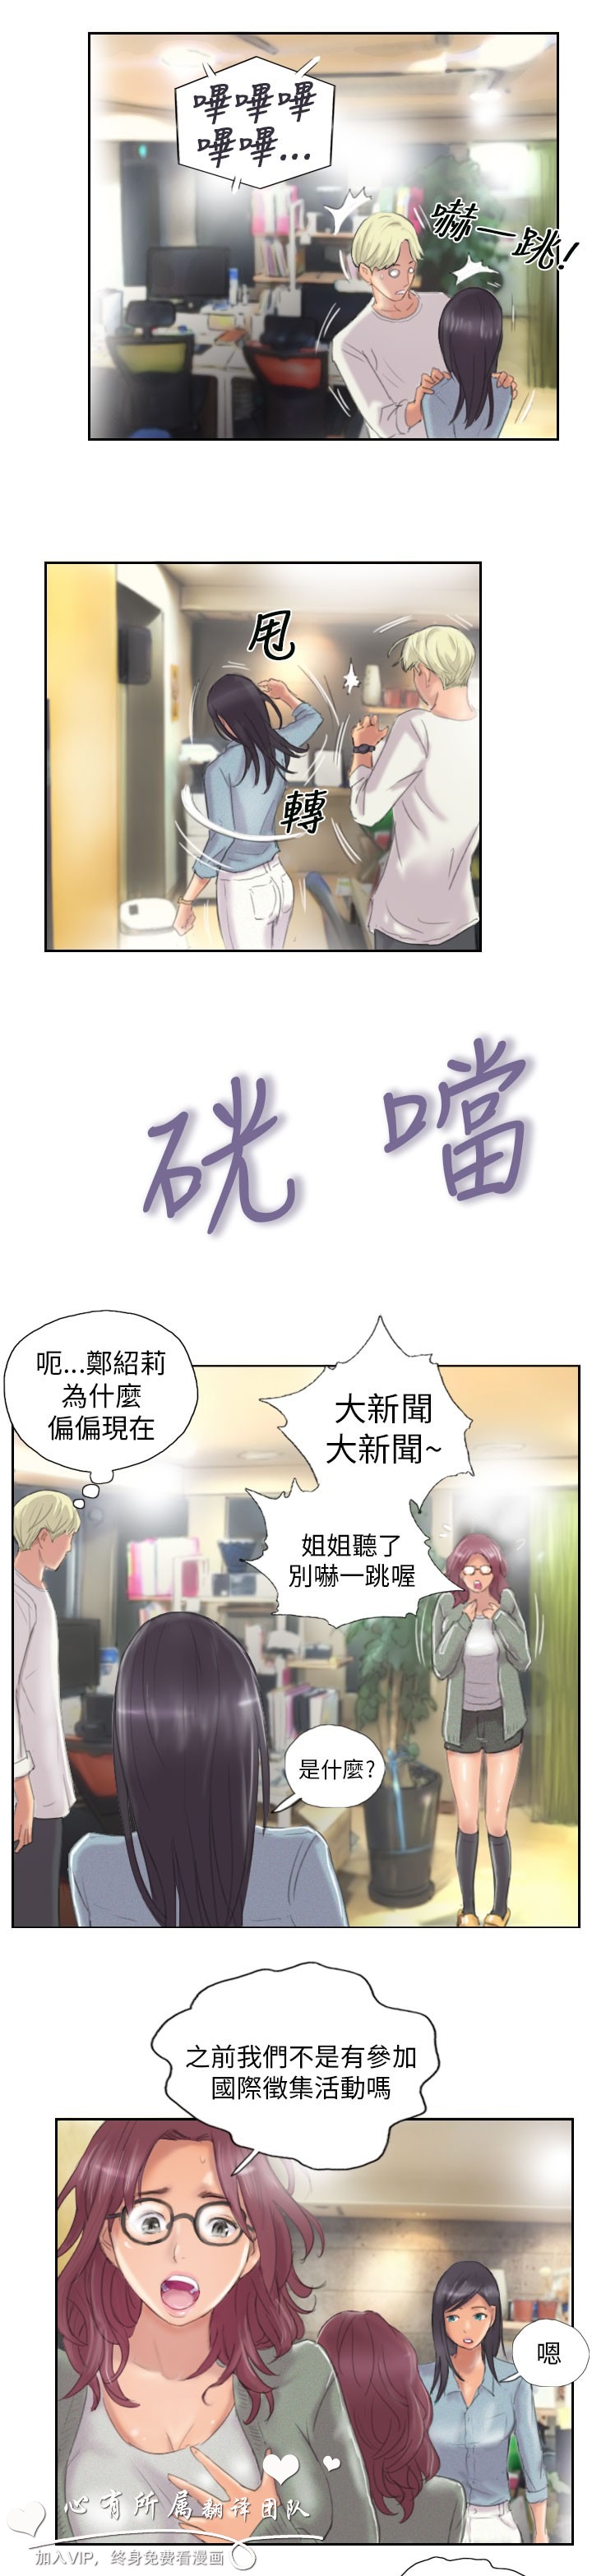 嗶嗶嗶
嗶嗶...
嚇一跳!
甩
轉
硄 噹
呃...鄭紹莉
為什麼
偏偏現在
大新聞
大新聞~
姐姐聽了
別嚇一跳喔
是什麼?
之前我們不是有參加
國際徵集活動嗎
嗯
心有所属翻译团队
加入VIP，终身免费看漫画